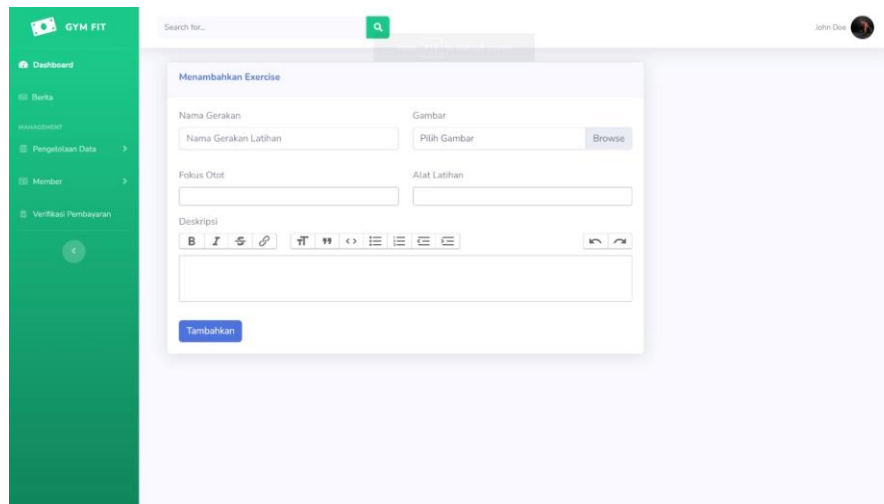 GYM FIT
Search for...
John Doe
Dashboard
Berita
MANAGEMENT
Pengelolaan Data
Member
Verifikasi Pembayaran
Menambahkan Exercise
Nama Gerakan
Gambar
Nama Gerakan Latihan
Pilih Gambar
Browse
Fokus Otot
Alat Latihan
Deskripsi
Tambahkan